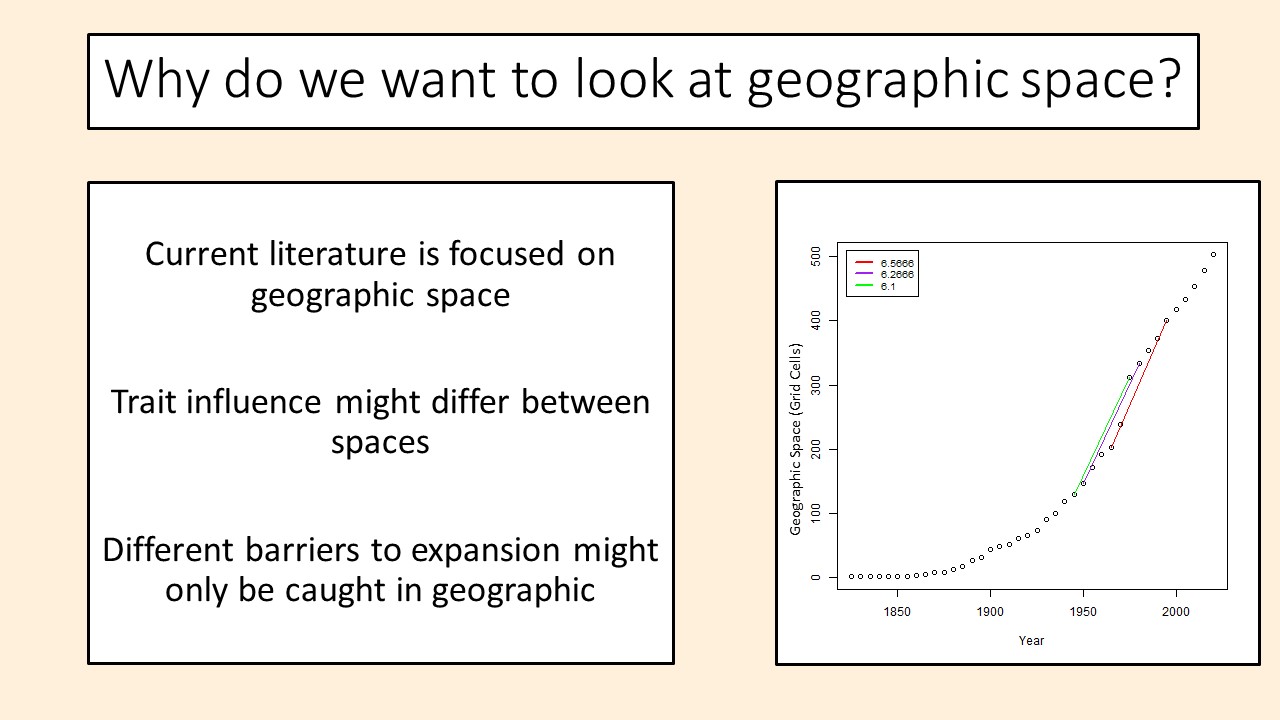 Why do we want to look at geographic space?
Current literature is focused on
geographic space
Trait influence might differ between
spaces
Different barriers to expansion might
only be caught in geographic
6.5666
6.2666
6.1
Geographic Space (Grid Cells)
500
400
300
200
100
0
1850 1900 1950 2000
Year